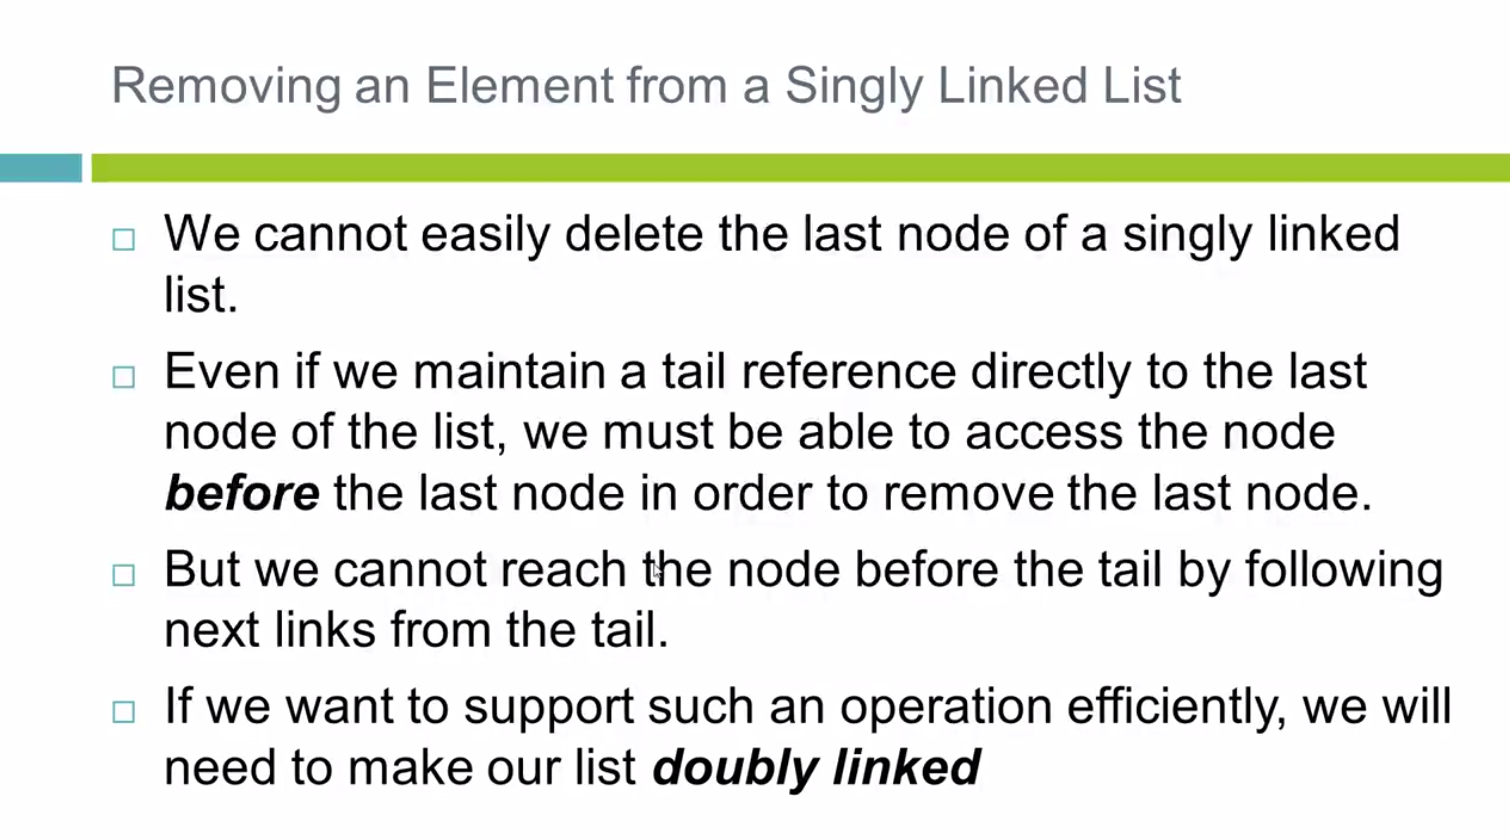 Removing an Element from a Singly Linked List
We cannot easily delete the last node of a singly linked
list.
Even if we maintain a tail reference directly to the last
node of the list, we must be able to access the node
before the last node in order to remove the last node.
But we cannot reach the node before the tail by following
next links from the tail.
If we want to support such an operation efficiently, we will
need to make our list doubly linked